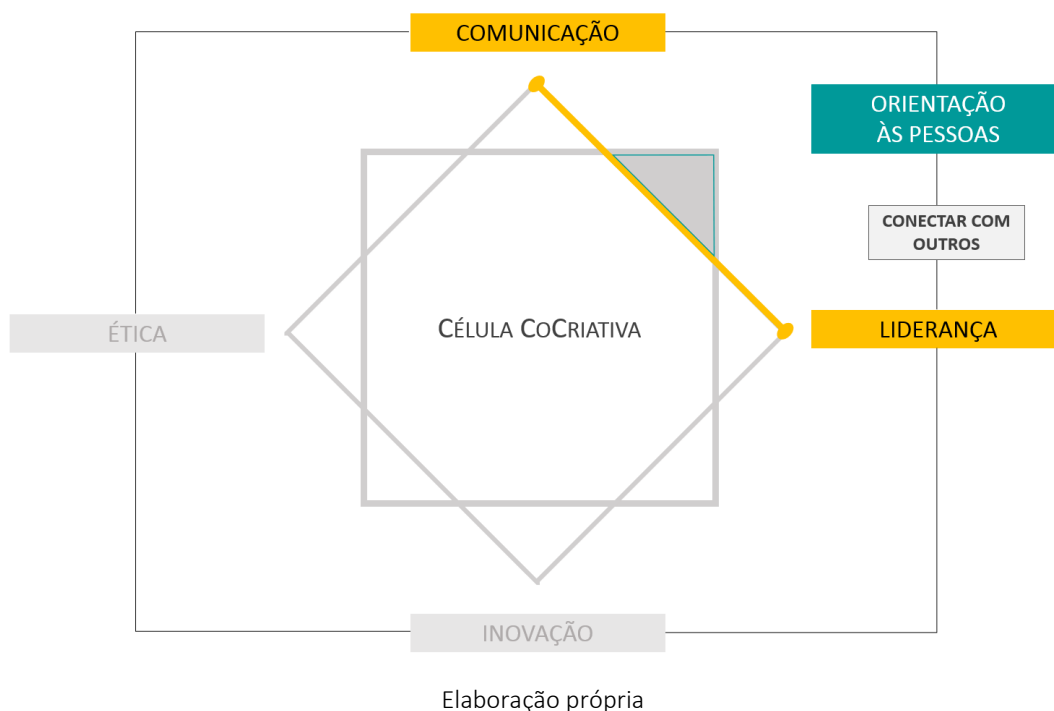 COMUNICAÇÃO
ORIENTAÇÃO
ÀS PESSOAS
CONECTAR COM
OUTROS
ÉTICA
CÉLULA COCRIATIVA
LIDERANÇA
INOVAÇÃO
Elaboração própria